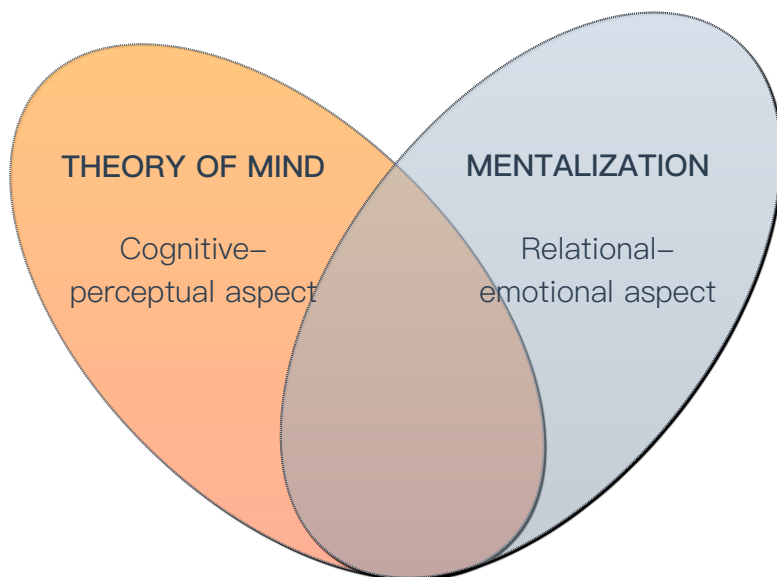 THEORY OF MIND
Cognitive–
perceptual aspect
MENTALIZATION
Relational–
emotional aspect